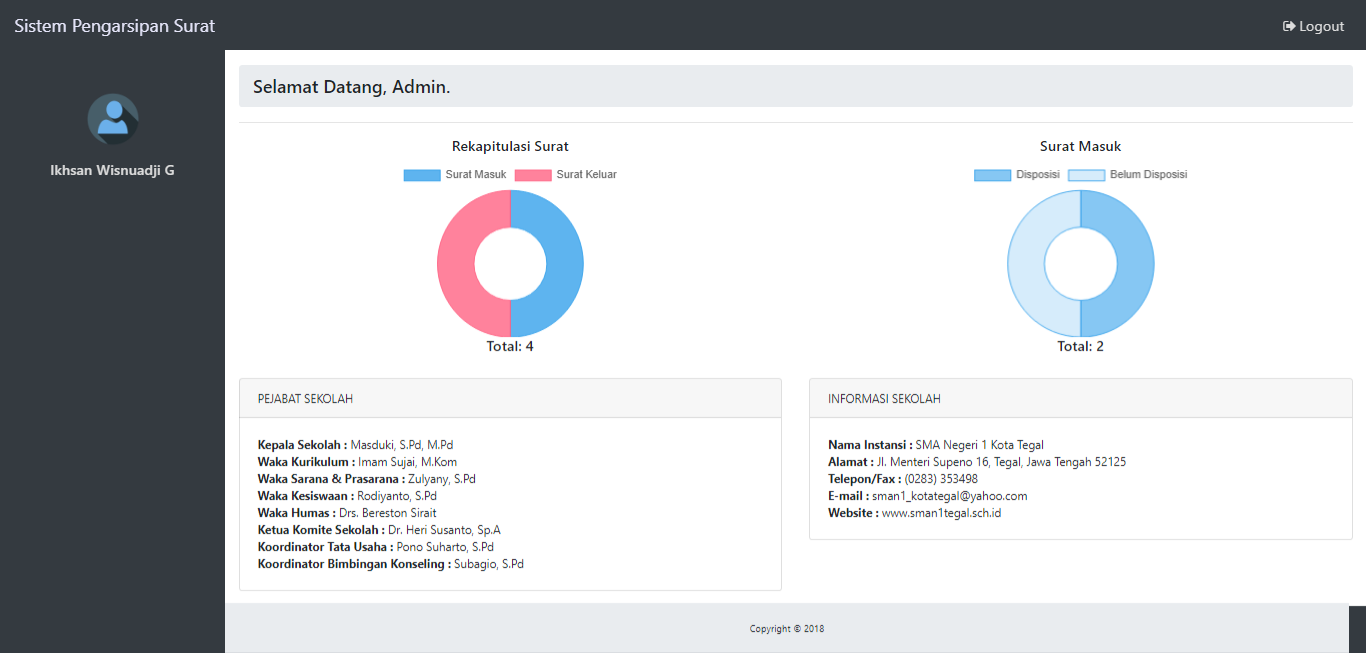 Sistem Pengarsipan Surat
Logout
Ikhsan Wisnuadji G
Selamat Datang, Admin.
Rekapitulasi Surat
Surat Masuk
Surat Keluar
Total: 4
Surat Masuk
Disposisi
Belum Disposisi
Total: 2
PEJABAT SEKOLAH
Kepala Sekolah : Masduki, S.Pd, M.Pd
Waka Kurikulum : Imam Sujai, M.Kom
Waka Sarana & Prasarana : Zulyany, S.Pd
Waka Kesiswaan : Rodiyanto, S.Pd
Waka Humas : Drs. Bereston Sirait
Ketua Komite Sekolah : Dr. Heri Susanto, Sp.A
Koordinator Tata Usaha : Pono Suharto, S.Pd
Koordinator Bimbingan Konseling : Subagio, S.Pd
INFORMASI SEKOLAH
Nama Instansi : SMA Negeri 1 Kota Tegal
Alamat : Jl. Menteri Supeno 16, Tegal, Jawa Tengah 52125
Telepon/Fax : (0283) 353498
E-mail : sman1_kotategal@yahoo.com
Website : www.sman1tegal.sch.id
Copyright © 2018